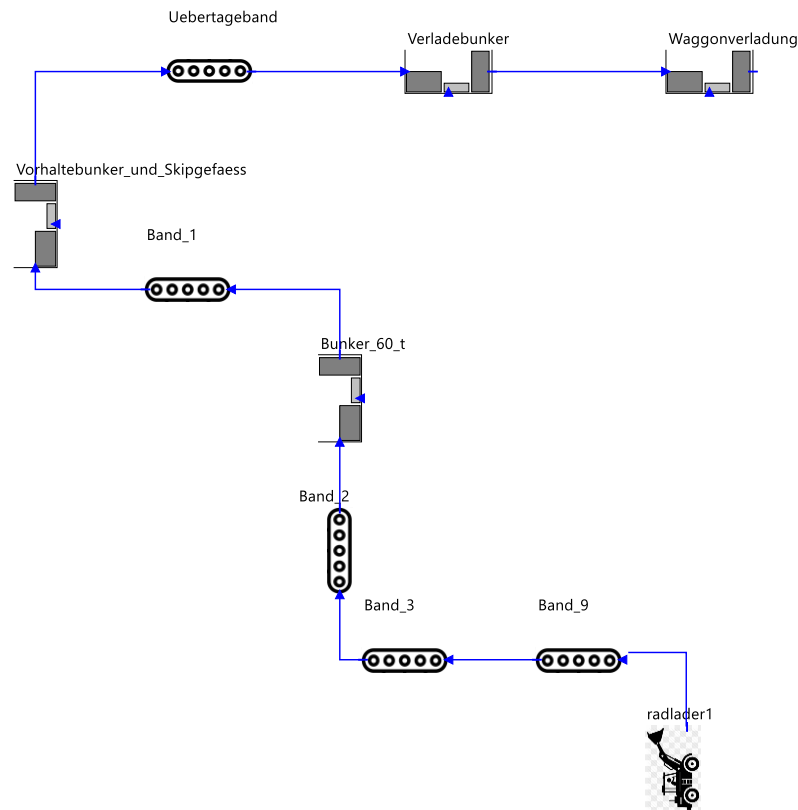 Uebertageband
Verladebunker
Waggonverladung
Vorhaltebunker_und_Skipgefaess
Band_1
Bunker_60_t
Band_2
Band_3
Band_9
radlader1